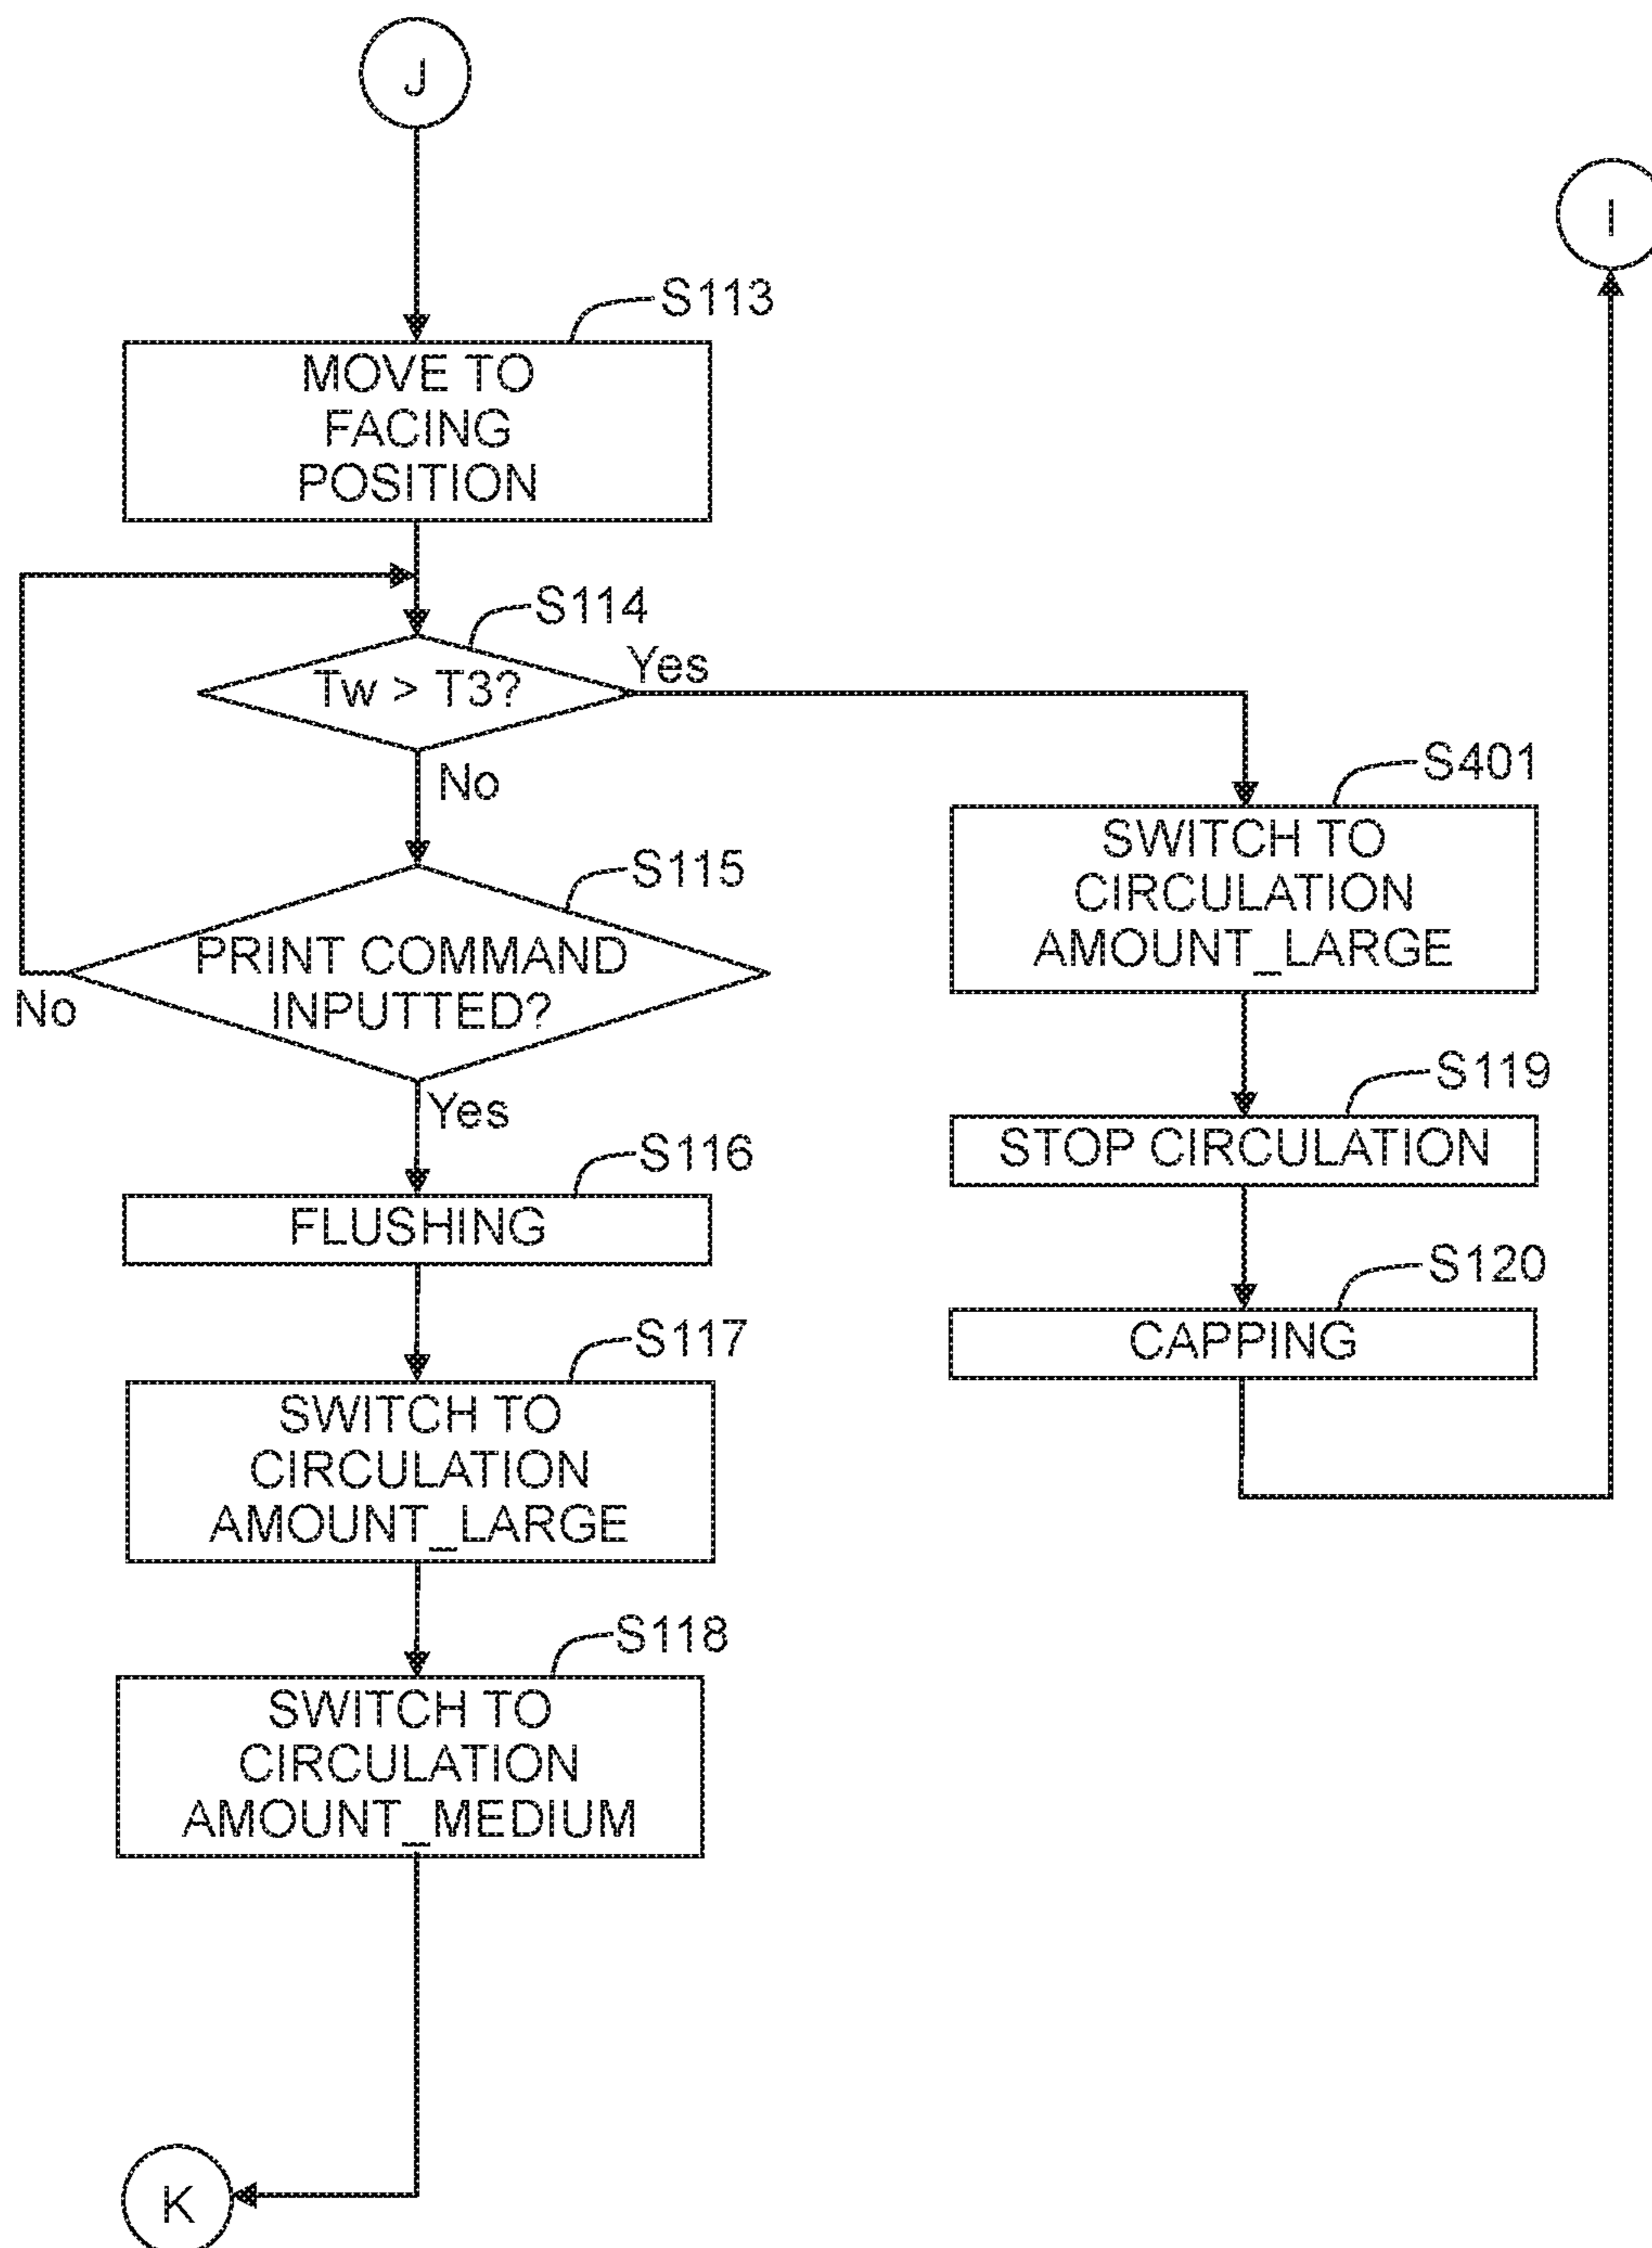 J
I
S113
MOVE TO
FACING
POSITION
S114
Tw > T3?
Yes
No
S115
PRINT COMMAND
INPUTTED?
No
Yes
S116
FLUSHING
S117
SWITCH TO
CIRCULATION
AMOUNT_LARGE
S118
SWITCH TO
CIRCULATION
AMOUNT_MEDIUM
K
S401
SWITCH TO
CIRCULATION
AMOUNT_LARGE
S119
STOP CIRCULATION
S120
CAPPING